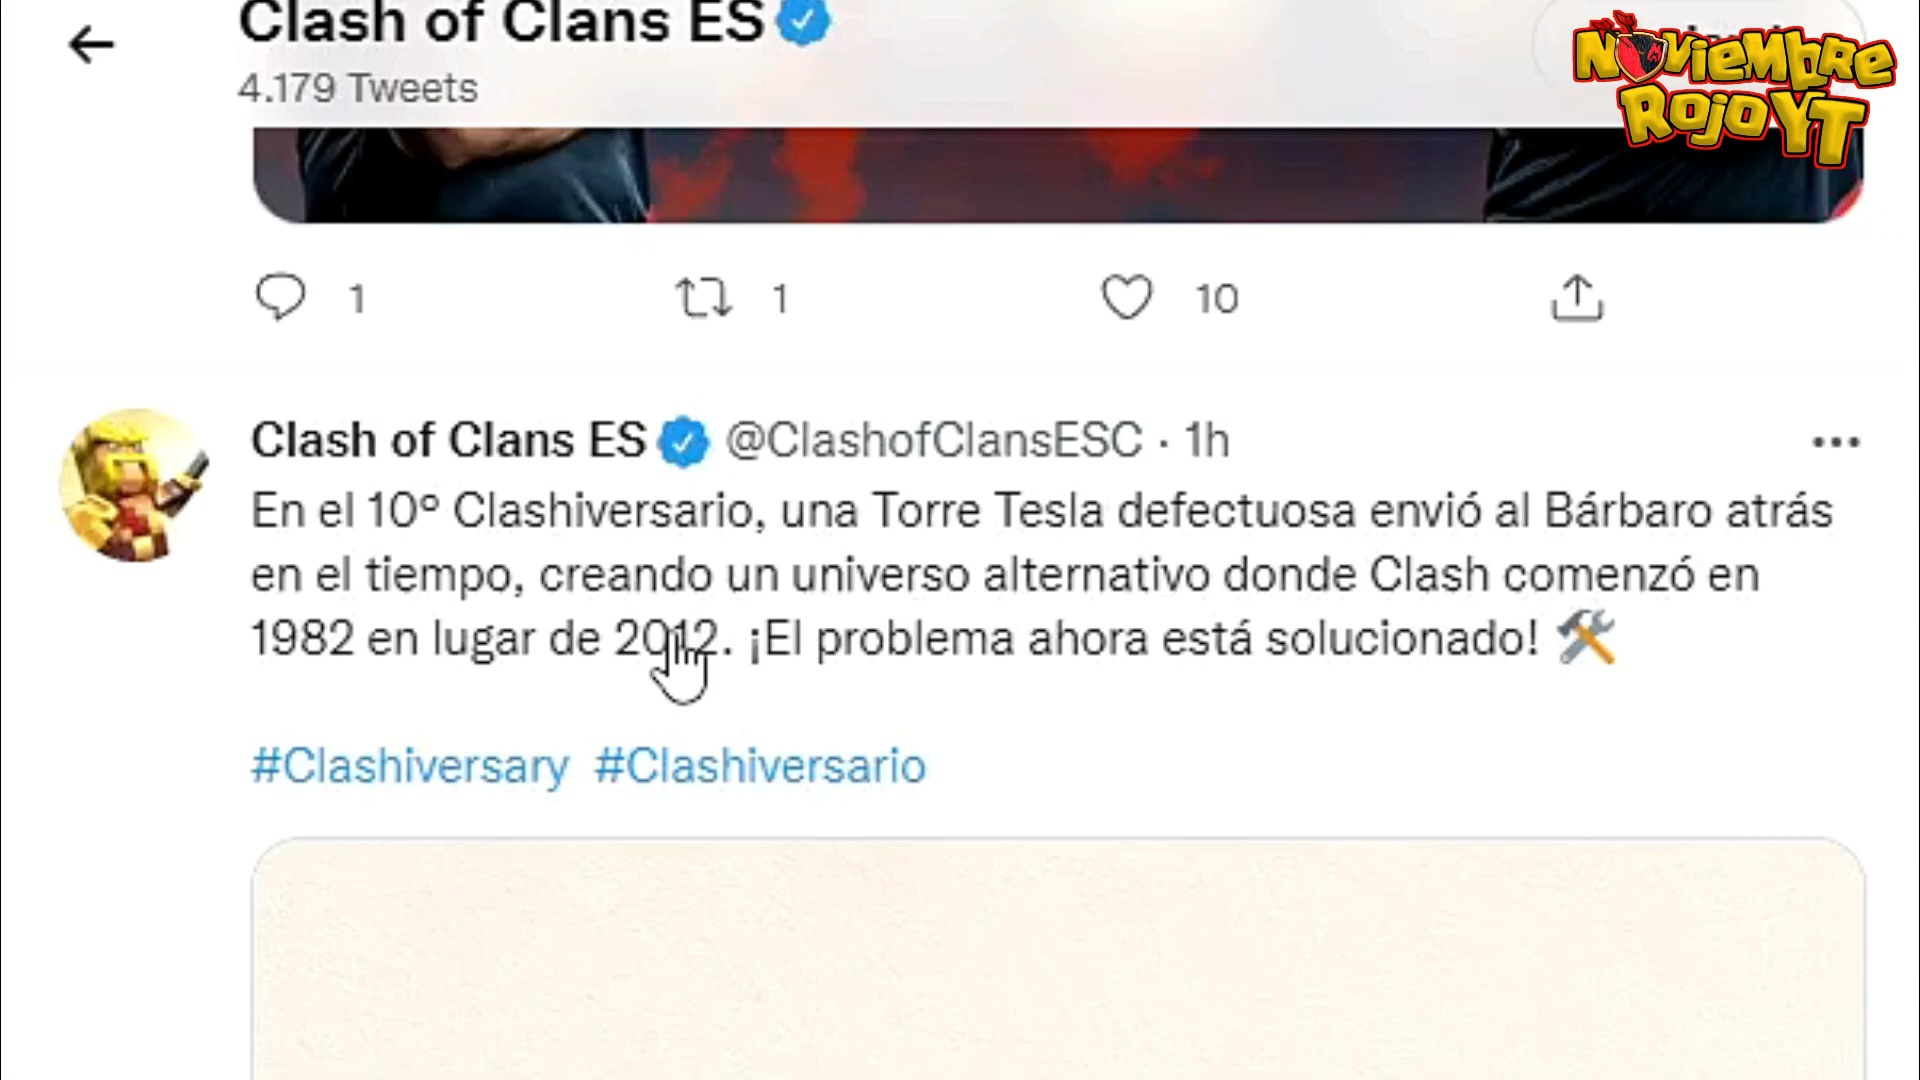 Clash of Clans ES
4.179 Tweets
NOVIEMBRE
ROJO YT
1 1 10
Clash of Clans ES @ClashofClansESC · 1h
En el 10º Clashiversario, una Torre Tesla defectuosa envió al Bárbaro atrás
en el tiempo, creando un universo alternativo donde Clash comenzó en
1982 en lugar de 2012. ¡El problema ahora está solucionado! 🛠️
#Clashiversary #Clashiversario